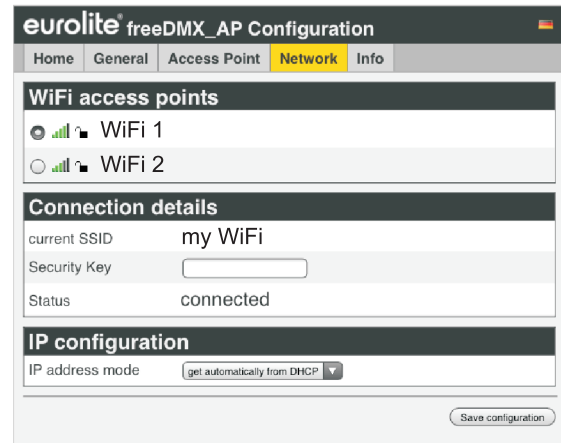 eurolite® freeDMX_AP Configuration
Home General Access Point Network Info
WiFi access points
WiFi 1
WiFi 2
Connection details
current SSID my WiFi
Security Key
Status connected
IP configuration
IP address mode get automatically from DHCP
Save configuration